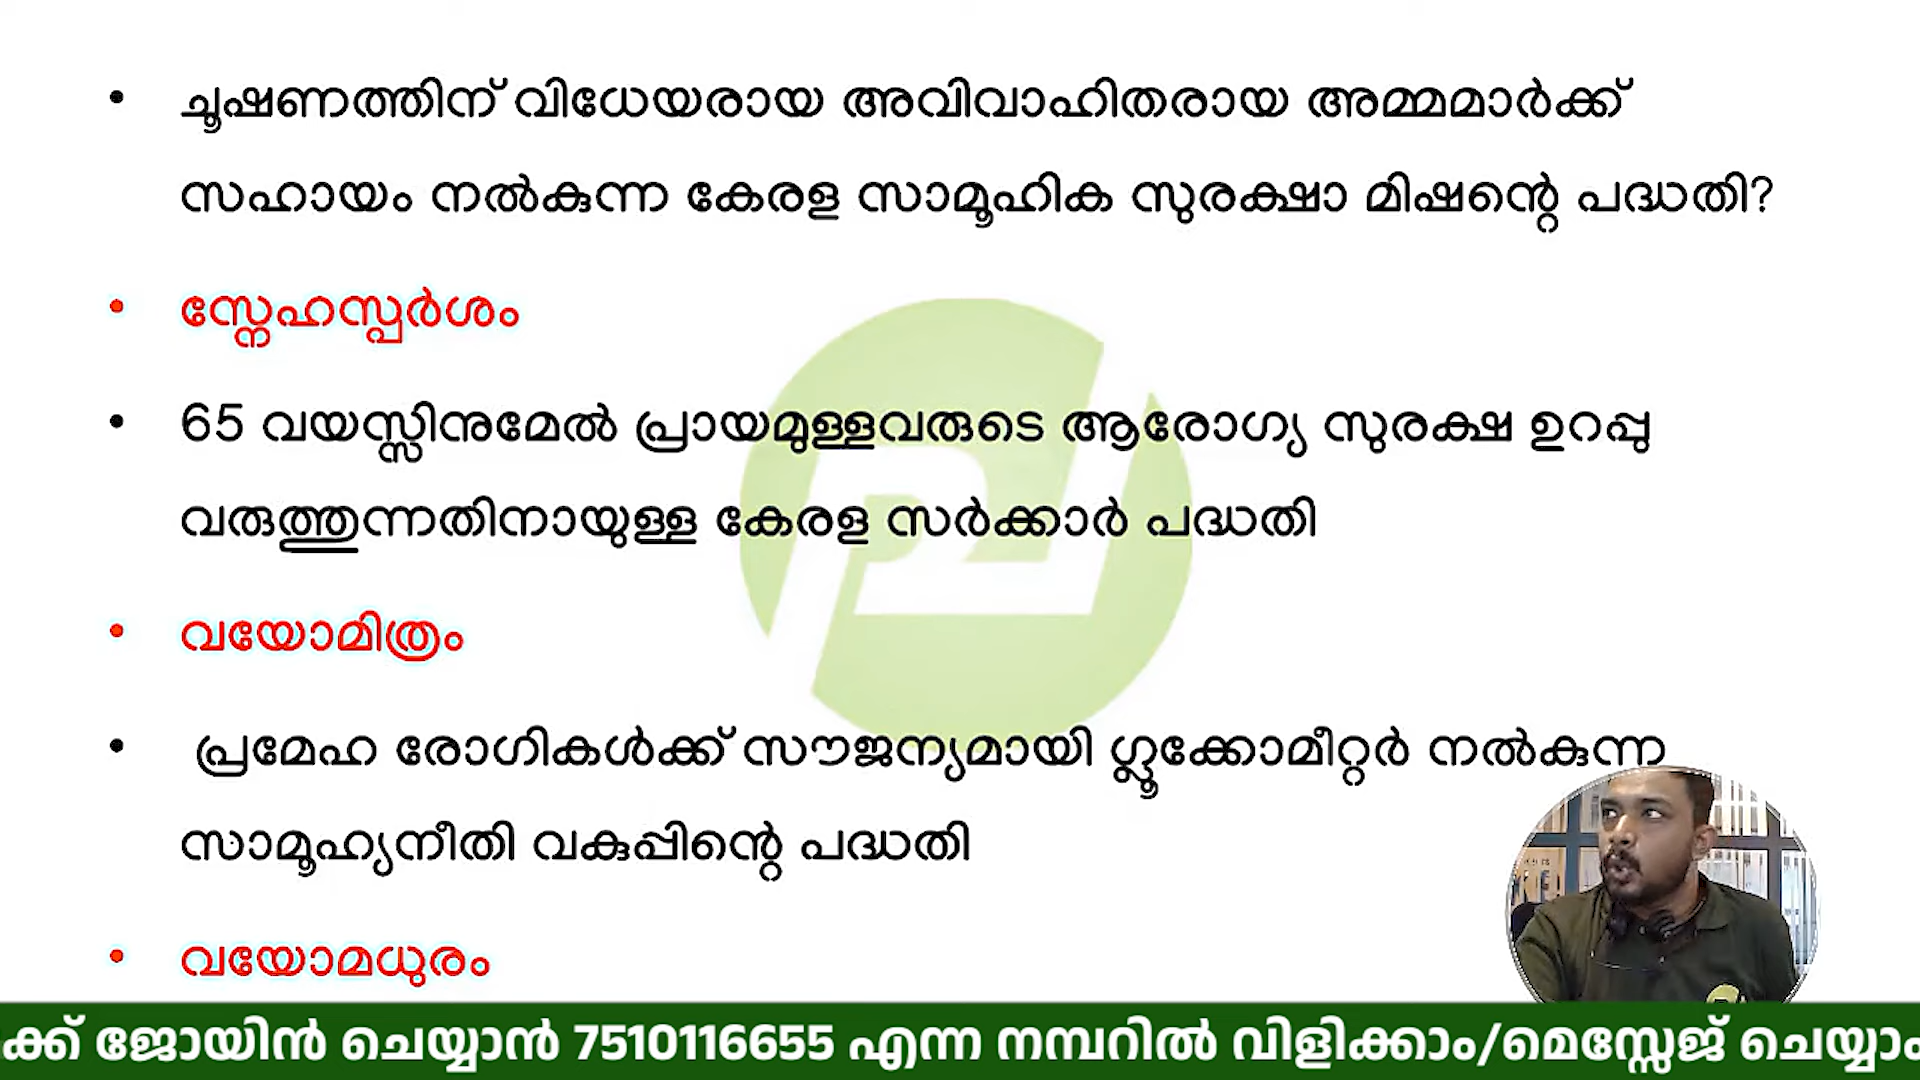 ചൂഷണത്തിന് വിധേയരായ അവിവാഹിതരായ അമ്മമാർക്ക്
സഹായം നൽകുന്ന കേരള സാമൂഹിക സുരക്ഷാ മിഷന്റെ പദ്ധതി?
സ്നേഹസ്പർശം
65 വയസ്സിനുമേൽ പ്രായമുള്ളവരുടെ ആരോഗ്യ സുരക്ഷ ഉറപ്പു
വരുത്തുന്നതിനായുള്ള കേരള സർക്കാർ പദ്ധതി
വയോമിത്രം
പ്രമേഹ രോഗികൾക്ക് സൗജന്യമായി ഗ്ലൂക്കോമീറ്റർ നൽകുന്ന
സാമൂഹ്യനീതി വകുപ്പിന്റെ പദ്ധതി
വയോമധുരം
ക്ക് ജോയിൻ ചെയ്യാൻ 7510116655 എന്ന നമ്പറിൽ വിളിക്കാം/മെസ്സേജ് ചെയ്യാം